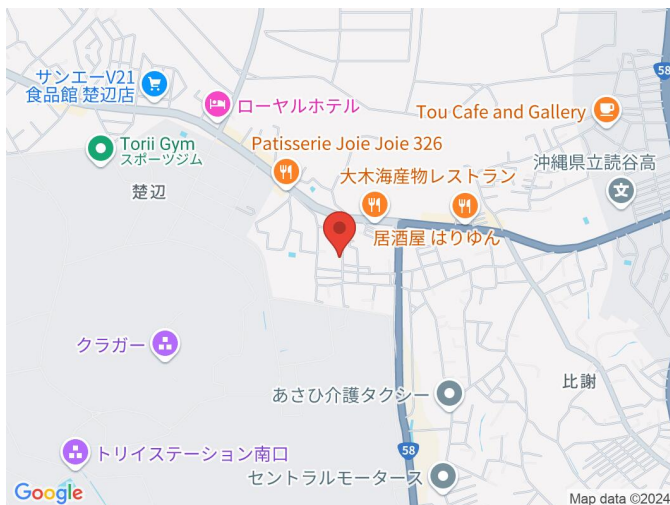 サンエーV21
食品館 楚辺店
ローヤルホテル
58
Tou Cafe and Gallery
Torii Gym
スポーツジム
Patisserie Joie Joie 326
楚辺
大木海産物レストラン
沖縄県立読谷高
居酒屋 はりゆん
クラガー
比謝
あさひ介護タクシー
トリイステーション南口
58
セントラルモータース
58
Google
Map data ©2024